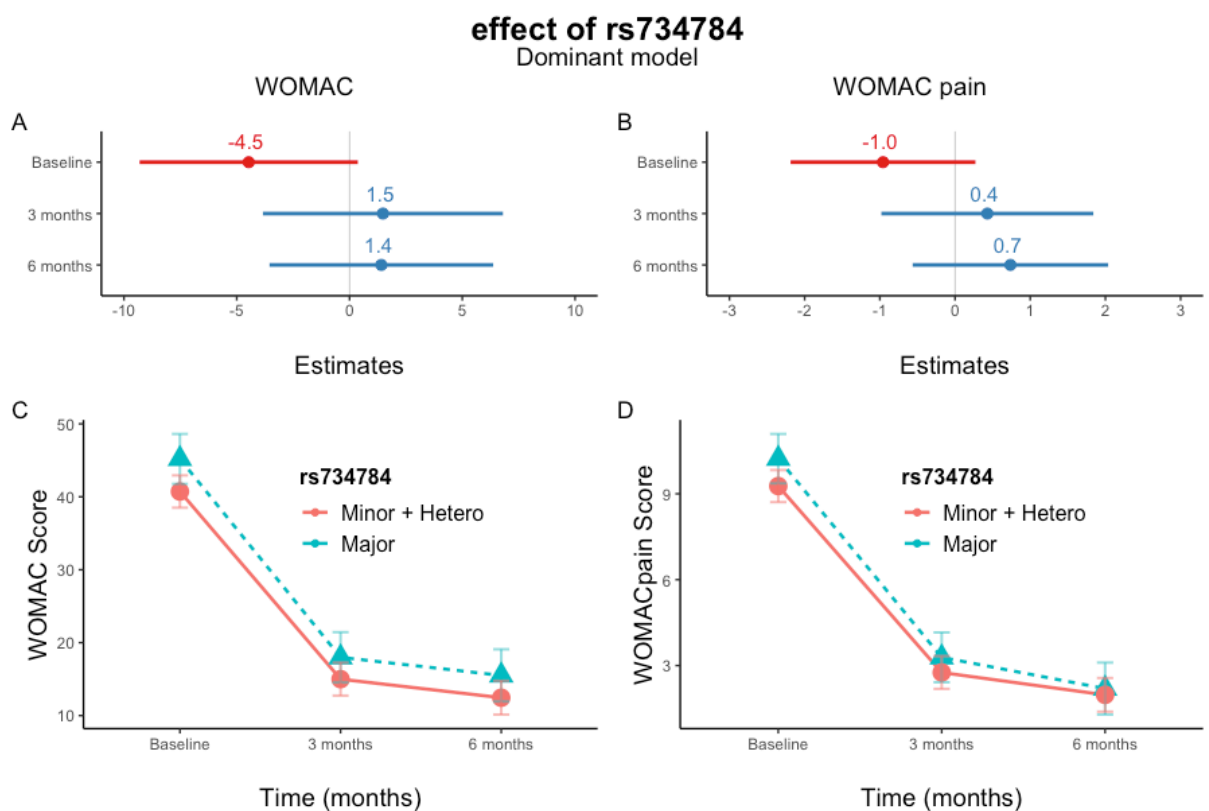 effect of rs734784
Dominant model
WOMAC
WOMAC pain
A
-4.5
Baseline
1.5
3 months
1.4
6 months
-10 -5 0 5 10
Estimates
B
-1.0
Baseline
0.4
3 months
0.7
6 months
-3 -2 -1 0 1 2 3
Estimates
C
50
40
30
20
10
WOMAC Score
rs734784
Minor + Hetero
Major
Baseline 3 months 6 months
Time (months)
D
9
6
3
WOMACpain Score
rs734784
Minor + Hetero
Major
Baseline 3 months 6 months
Time (months)